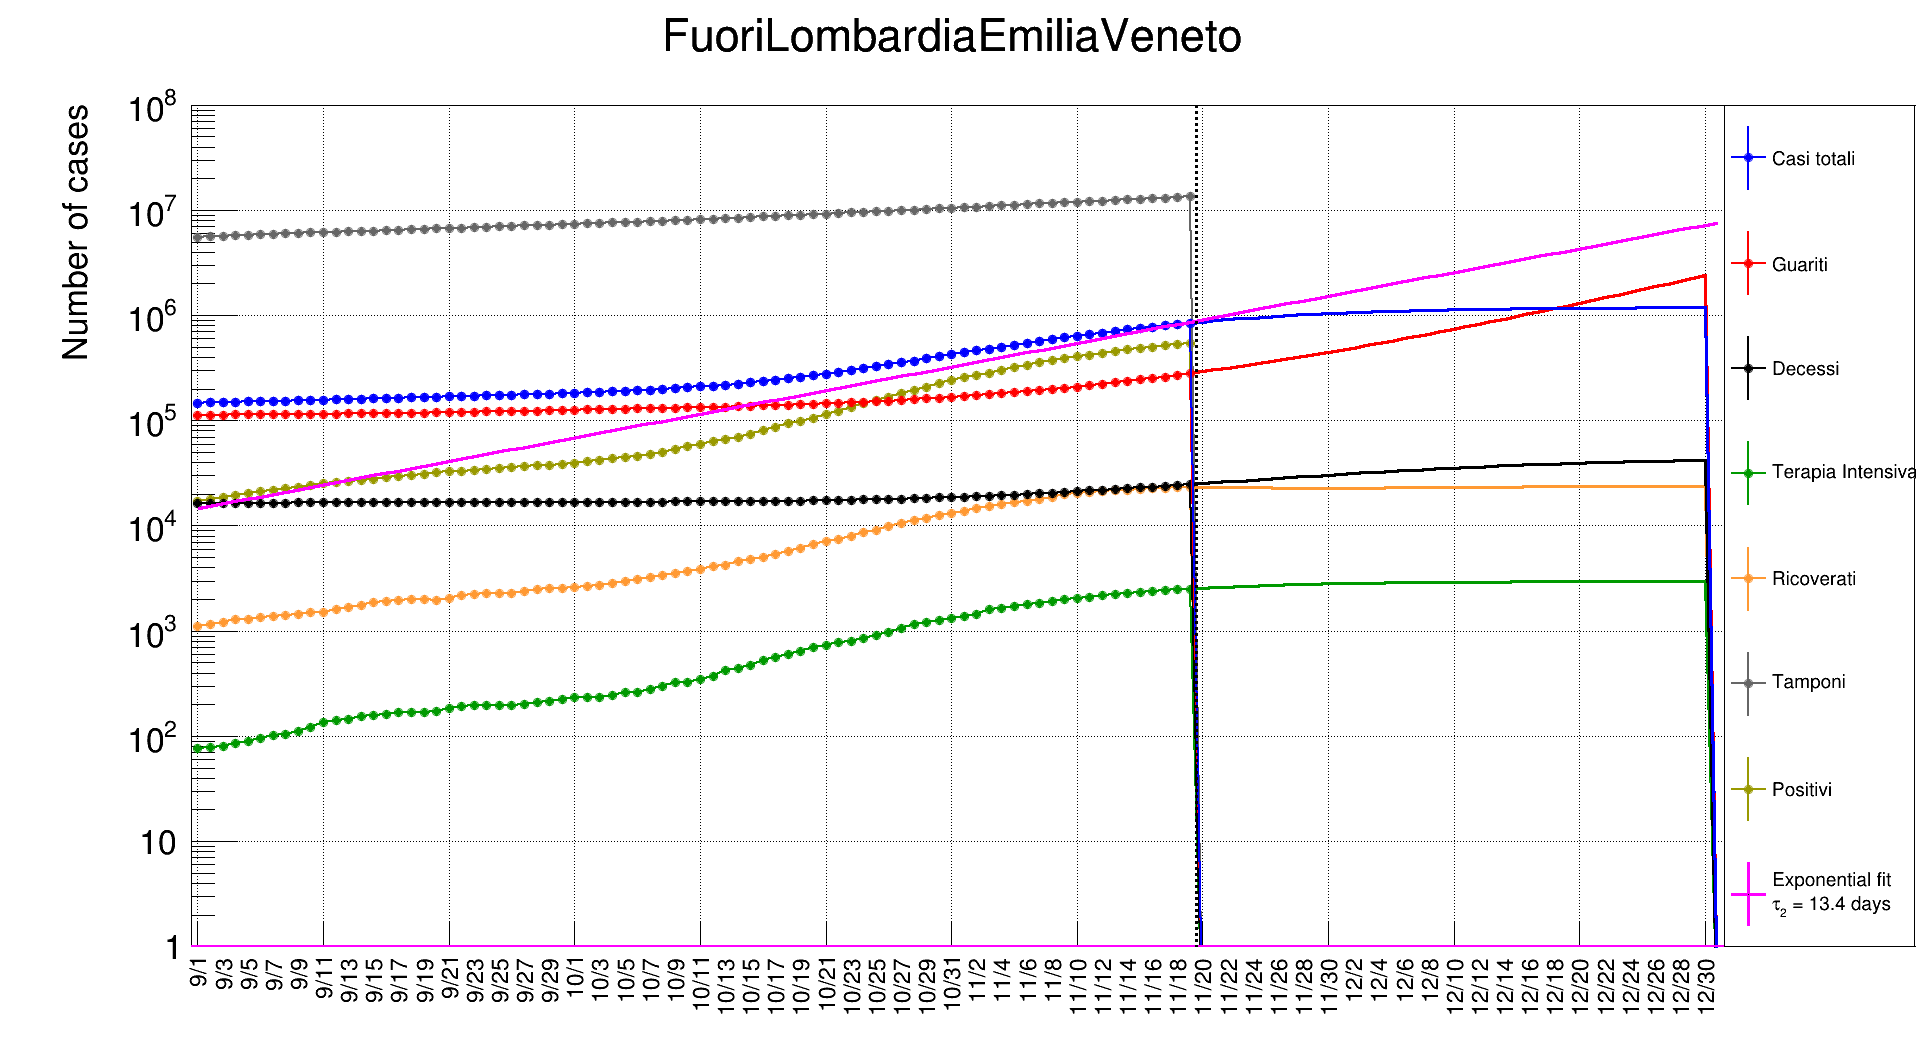 FuoriLombardiaEmiliaVeneto
Number of cases
10^8
10^7
10^6
10^5
10^4
10^3
10^2
10
1
9/1 9/3 9/5 9/7 9/9 9/11 9/13 9/15 9/17 9/19 9/21 9/23 9/25 9/27 9/29 10/1 10/3 10/5 10/7 10/9 10/11 10/13 10/15 10/17 10/19 10/21 10/23 10/25 10/27 10/29 10/31 11/2 11/4 11/6 11/8 11/10 11/12 11/14 11/16 11/18 11/20 11/22 11/24 11/26 11/28 11/30 12/2 12/4 12/6 12/8 12/10 12/12 12/14 12/16 12/18 12/20 12/22 12/24 12/26 12/28 12/30
Casi totali
Guariti
Decessi
Terapia Intensiva
Ricoverati
Tamponi
Positivi
Exponential fit
τ₂ = 13.4 days